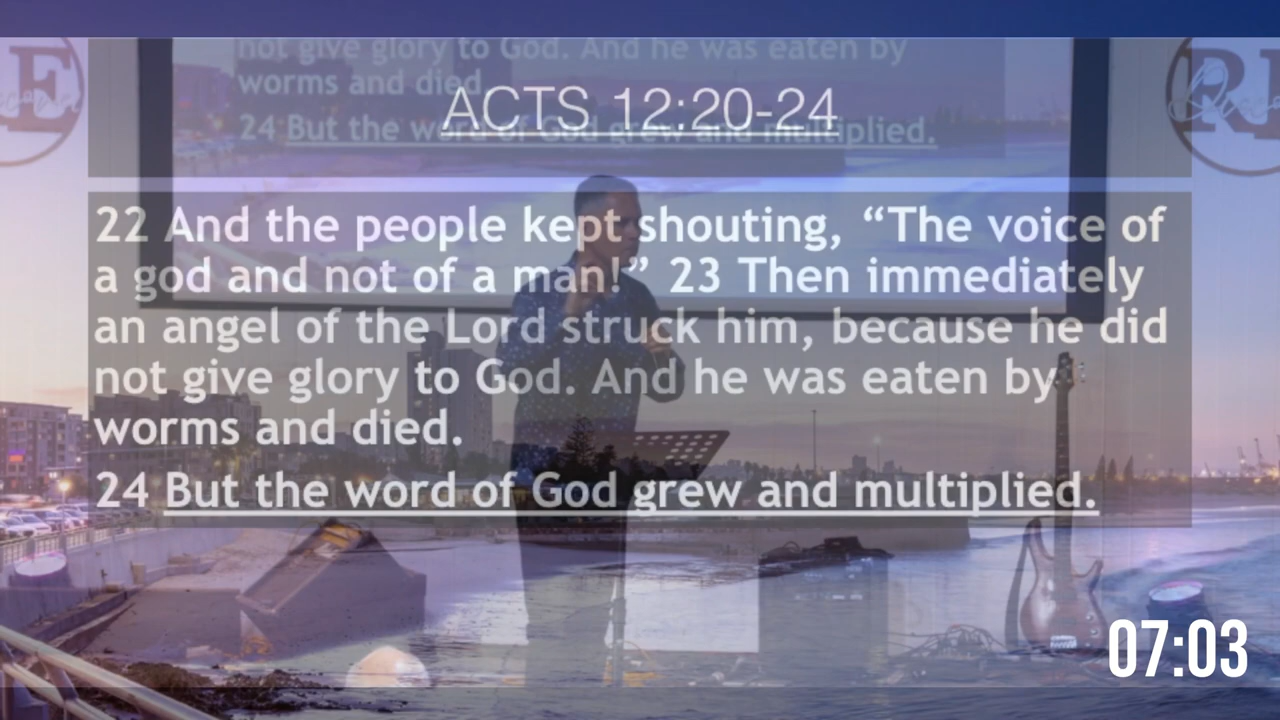 not give glory to God. And he was eaten by
worms and died.
24 But the word of God grew and multiplied.
ACTS 12:20-24
22 And the people kept shouting, “The voice of
a god and not of a man!” 23 Then immediately
an angel of the Lord struck him, because he did
not give glory to God. And he was eaten by
worms and died.
24 But the word of God grew and multiplied.
07:03